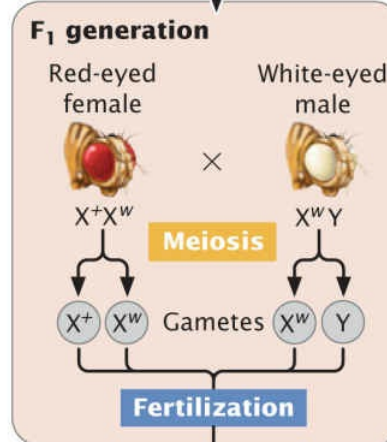 F₁ generation
Red-eyed female
White-eyed male
×
X⁺Xʷ
XʷY
Meiosis
X⁺ Xʷ Gametes Xʷ Y
Fertilization